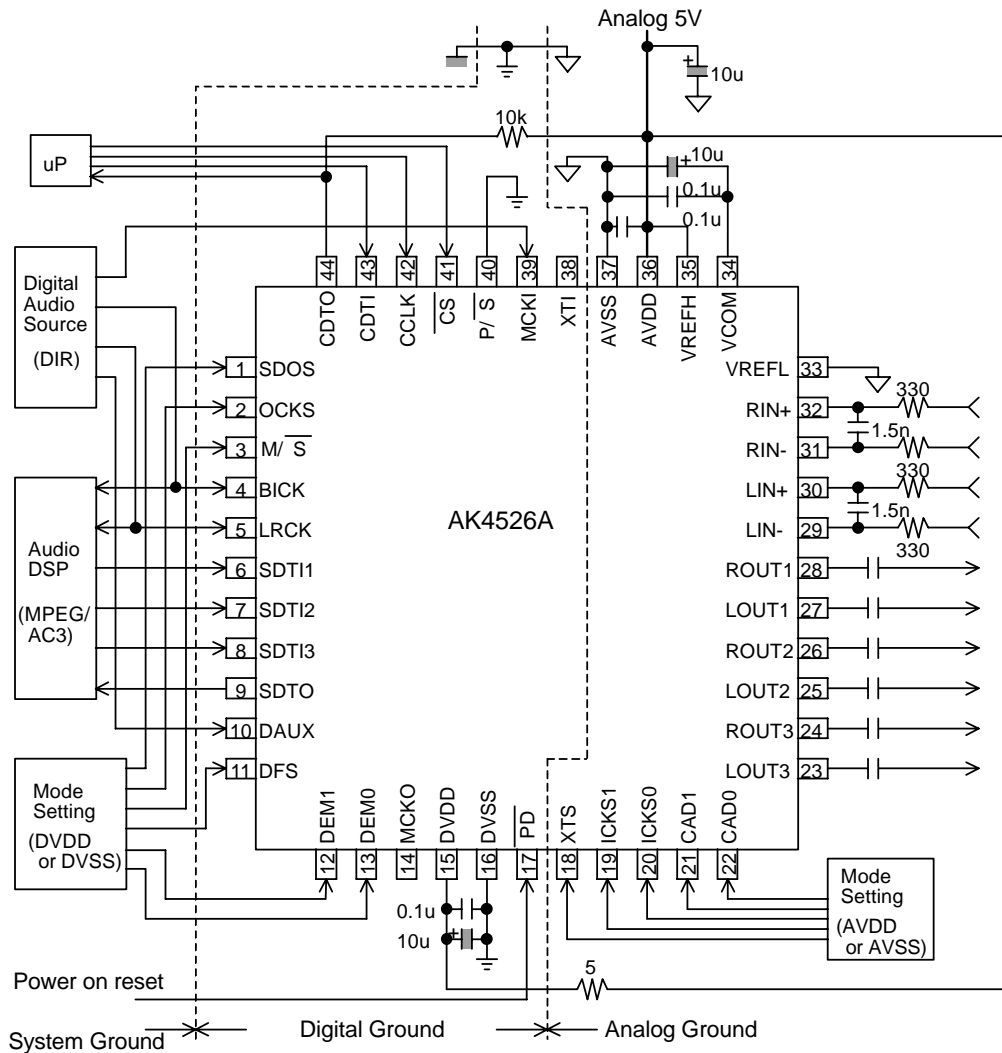 Analog 5V
10u
10k
uP
10u
0.1u
0.1u
44 43 42 41 40 39 38 37 36 35 34
CDTO CDTI CCLK CS P/ S MCKI XTI AVSS AVDD VREFH VCOM
Digital
Audio
Source
(DIR)
1 SDOS
2 OCKS
3 M/ S
4 BICK
5 LRCK
6 SDTI1
7 SDTI2
8 SDTI3
9 SDTO
10 DAUX
11 DFS
Audio
DSP
(MPEG/
AC3)
AK4526A
VREFL 33
RIN+ 32
330
1.5n
RIN- 31
LIN+ 30
330
1.5n
LIN- 29
330
ROUT1 28
LOUT1 27
ROUT2 26
LOUT2 25
ROUT3 24
LOUT3 23
Mode
Setting
(DVDD
or DVSS)
DEM1 DEM0 MCKO DVDD DVSS PD XTS ICKS1 ICKS0 CAD1 CAD0
12 13 14 15 16 17 18 19 20 21 22
Mode
Setting
(AVDD
or AVSS)
0.1u
10u
5
Power on reset
System Ground
Digital Ground
Analog Ground